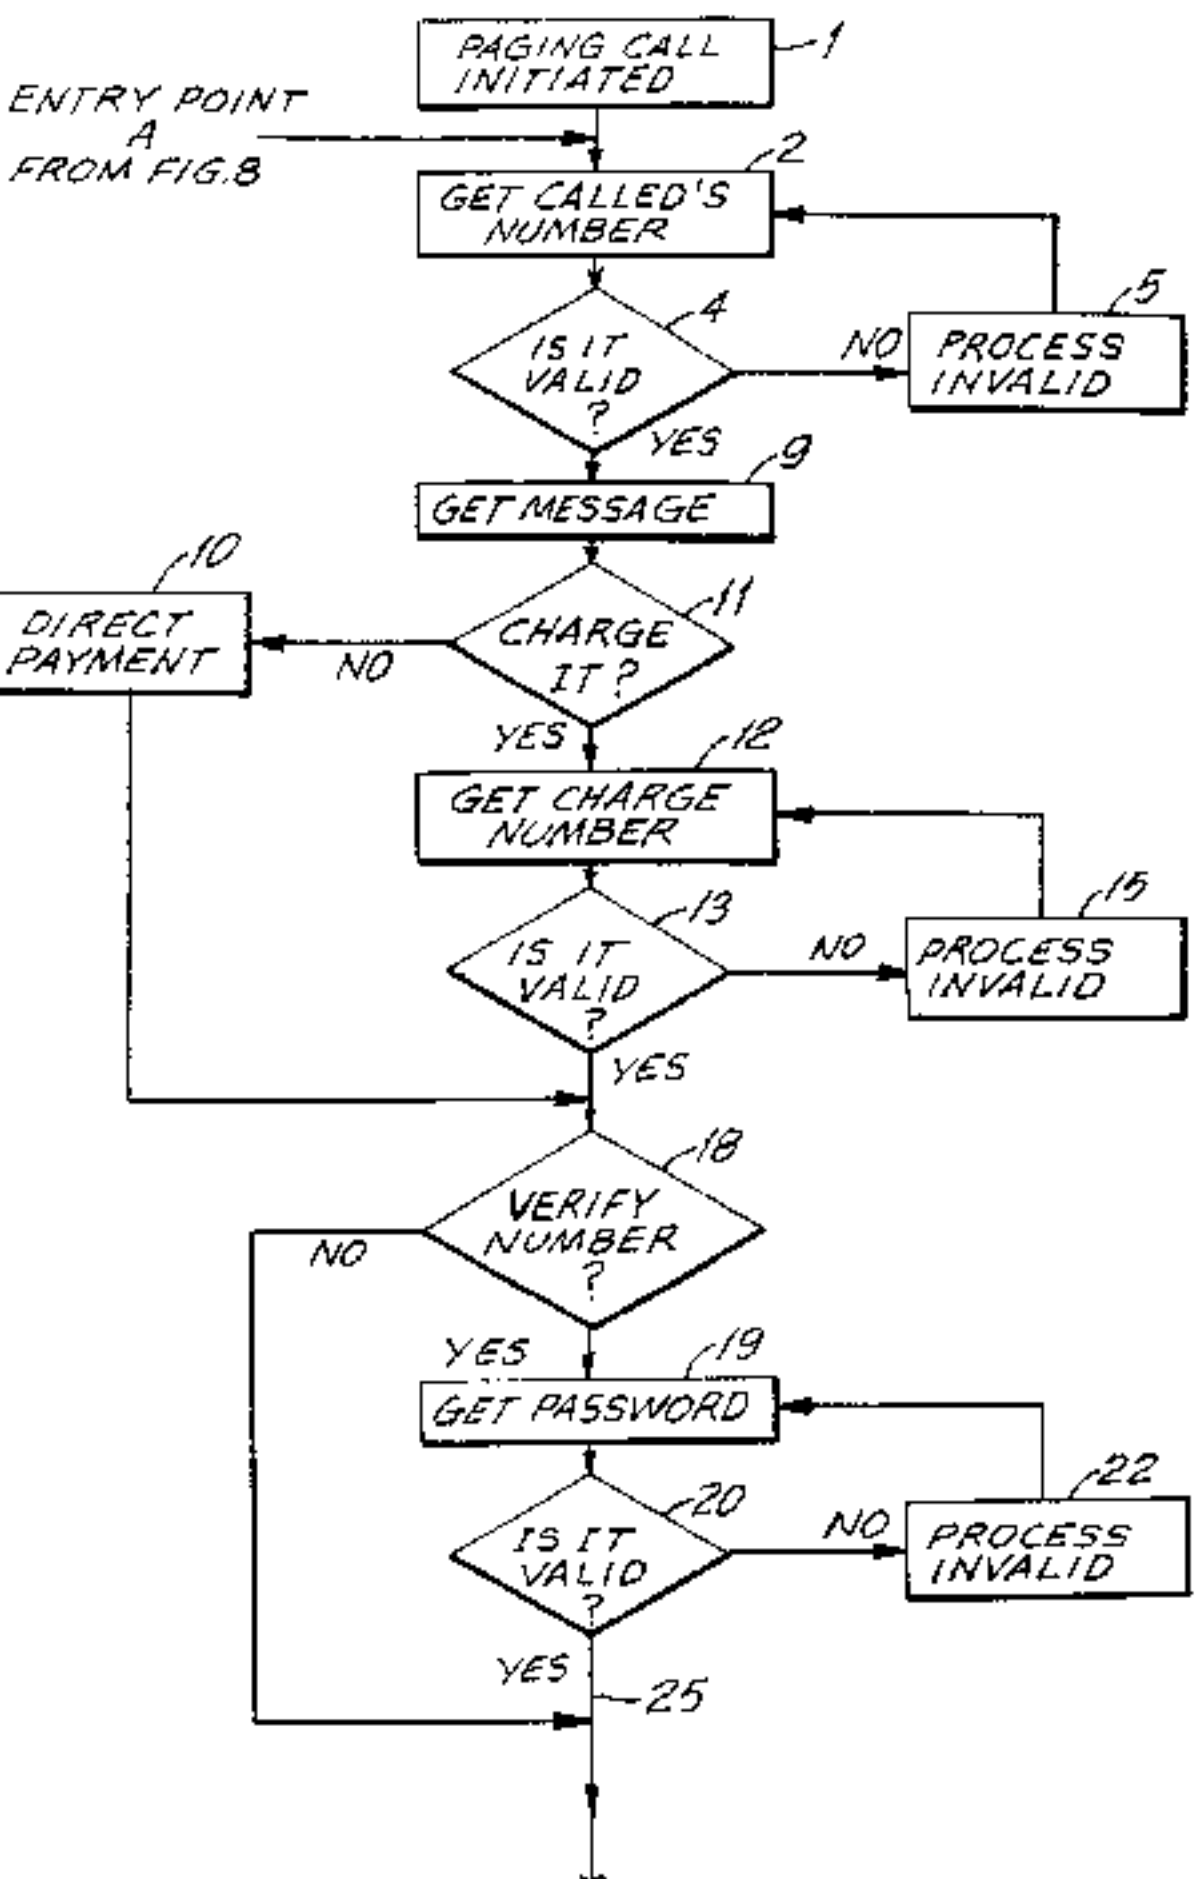 PAGING CALL
INITIATED
1
ENTRY POINT
A
FROM FIG.8
2
GET CALLED'S
NUMBER
4
IS IT
VALID
?
NO
5
PROCESS
INVALID
YES
9
GET MESSAGE
10
DIRECT
PAYMENT
NO
11
CHARGE
IT?
YES
12
GET CHARGE
NUMBER
13
IS IT
VALID
?
NO
15
PROCESS
INVALID
YES
18
VERIFY
NUMBER
?
NO
YES
19
GET PASSWORD
20
IS IT
VALID
?
NO
22
PROCESS
INVALID
YES
25